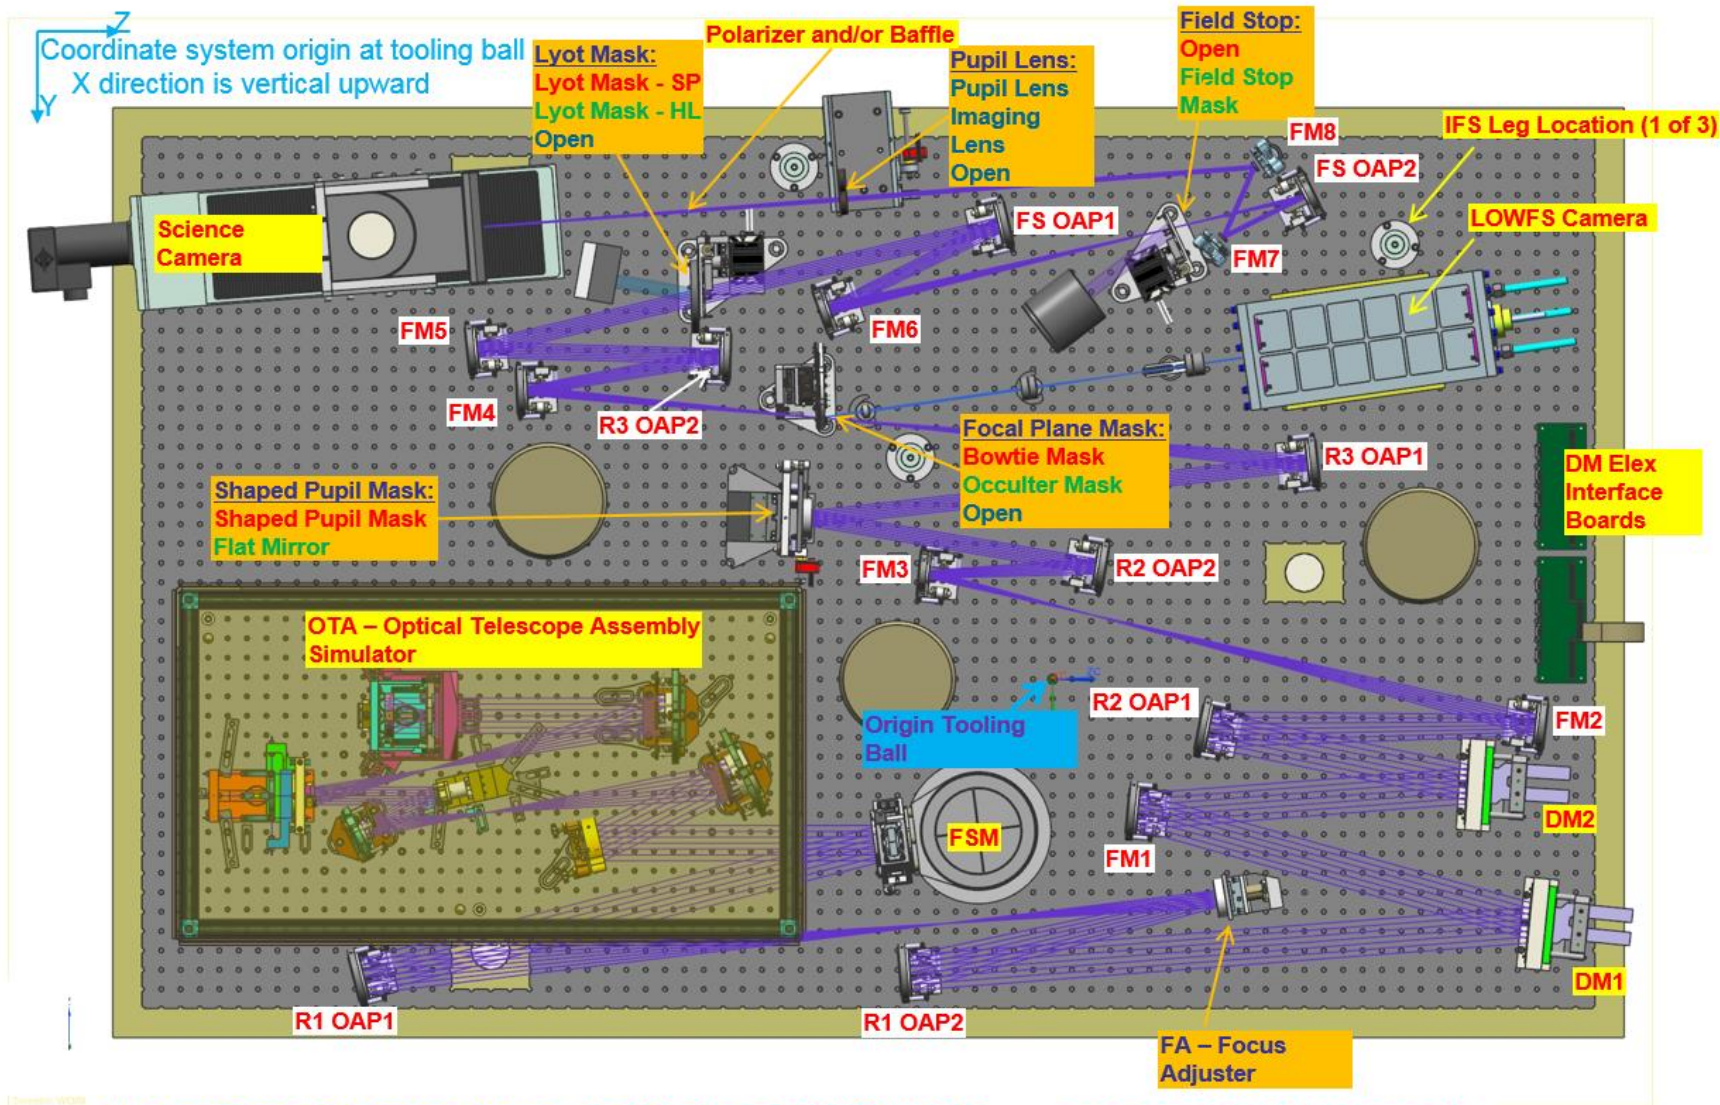 Z
Coordinate system origin at tooling ball
X direction is vertical upward
Y
Lyot Mask:
Lyot Mask - SP
Lyot Mask - HL
Open
Polarizer and/or Baffle
Pupil Lens:
Pupil Lens
Imaging
Lens
Open
Field Stop:
Open
Field Stop
Mask
FM8
IFS Leg Location (1 of 3)
FS OAP2
Science
Camera
FS OAP1
LOWFS Camera
FM7
FM5
FM6
FM4
R3 OAP2
Focal Plane Mask:
Bowtie Mask
Occulter Mask
Open
R3 OAP1
DM Elex
Interface
Boards
Shaped Pupil Mask:
Shaped Pupil Mask
Flat Mirror
FM3
R2 OAP2
OTA – Optical Telescope Assembly
Simulator
R2 OAP1
FM2
Origin Tooling
Ball
FSM
DM2
FM1
DM1
R1 OAP1
R1 OAP2
FA – Focus
Adjuster